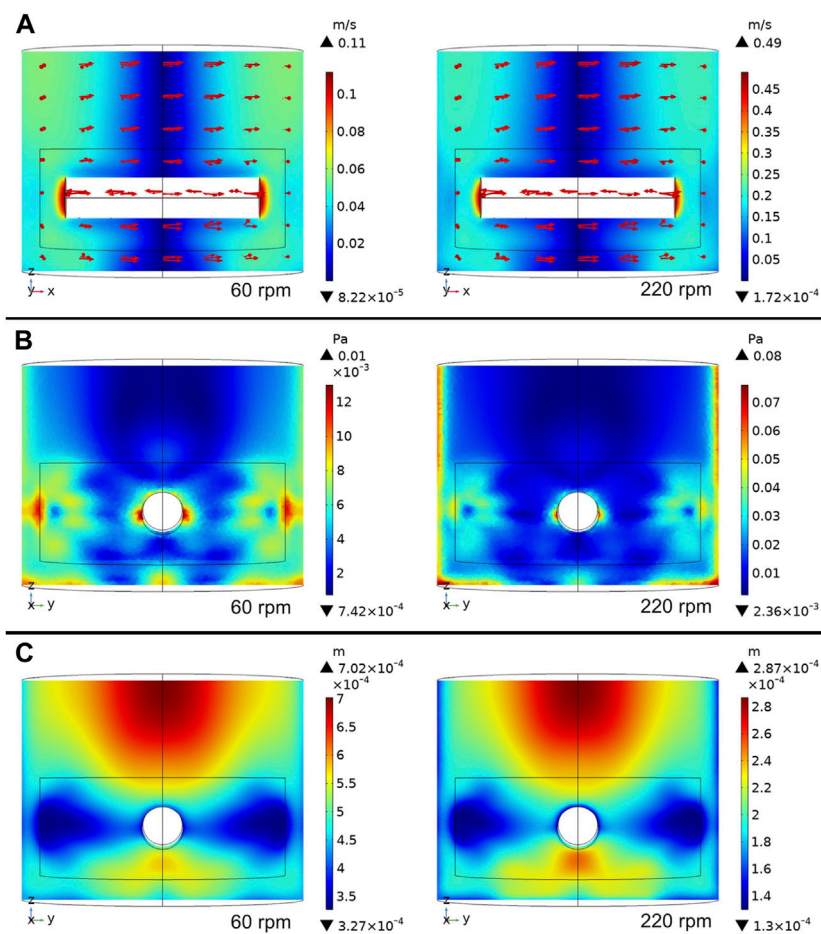 A
m/s
▲ 0.11
0.1
0.08
0.06
0.04
0.02
▼ 8.22×10⁻⁵
z
y x
60 rpm
m/s
▲ 0.49
0.45
0.4
0.35
0.3
0.25
0.2
0.15
0.1
0.05
▼ 1.72×10⁻⁴
z
y x
220 rpm
B
Pa
▲ 0.01
×10⁻³
12
10
8
6
4
2
▼ 7.42×10⁻⁴
z
x y
60 rpm
Pa
▲ 0.08
0.07
0.06
0.05
0.04
0.03
0.02
0.01
▼ 2.36×10⁻³
z
x y
220 rpm
C
m
▲ 7.02×10⁻⁴
×10⁻⁴
7
6.5
6
5.5
5
4.5
4
3.5
▼ 3.27×10⁻⁴
z
x y
60 rpm
m
▲ 2.87×10⁻⁴
×10⁻⁴
2.8
2.6
2.4
2.2
2
1.8
1.6
1.4
▼ 1.3×10⁻⁴
z
x y
220 rpm